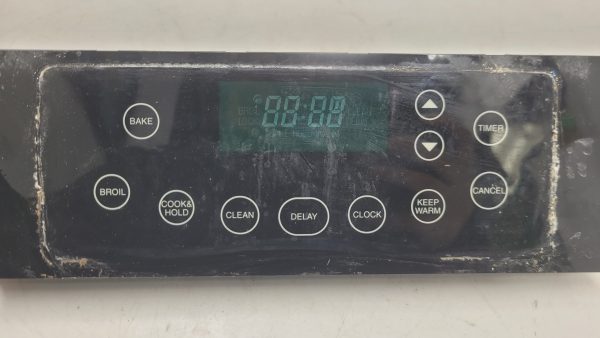 88:88
BAKE
TIMER
BROIL
COOK&
HOLD
CLEAN
DELAY
CLOCK
KEEP
WARM
CANCEL